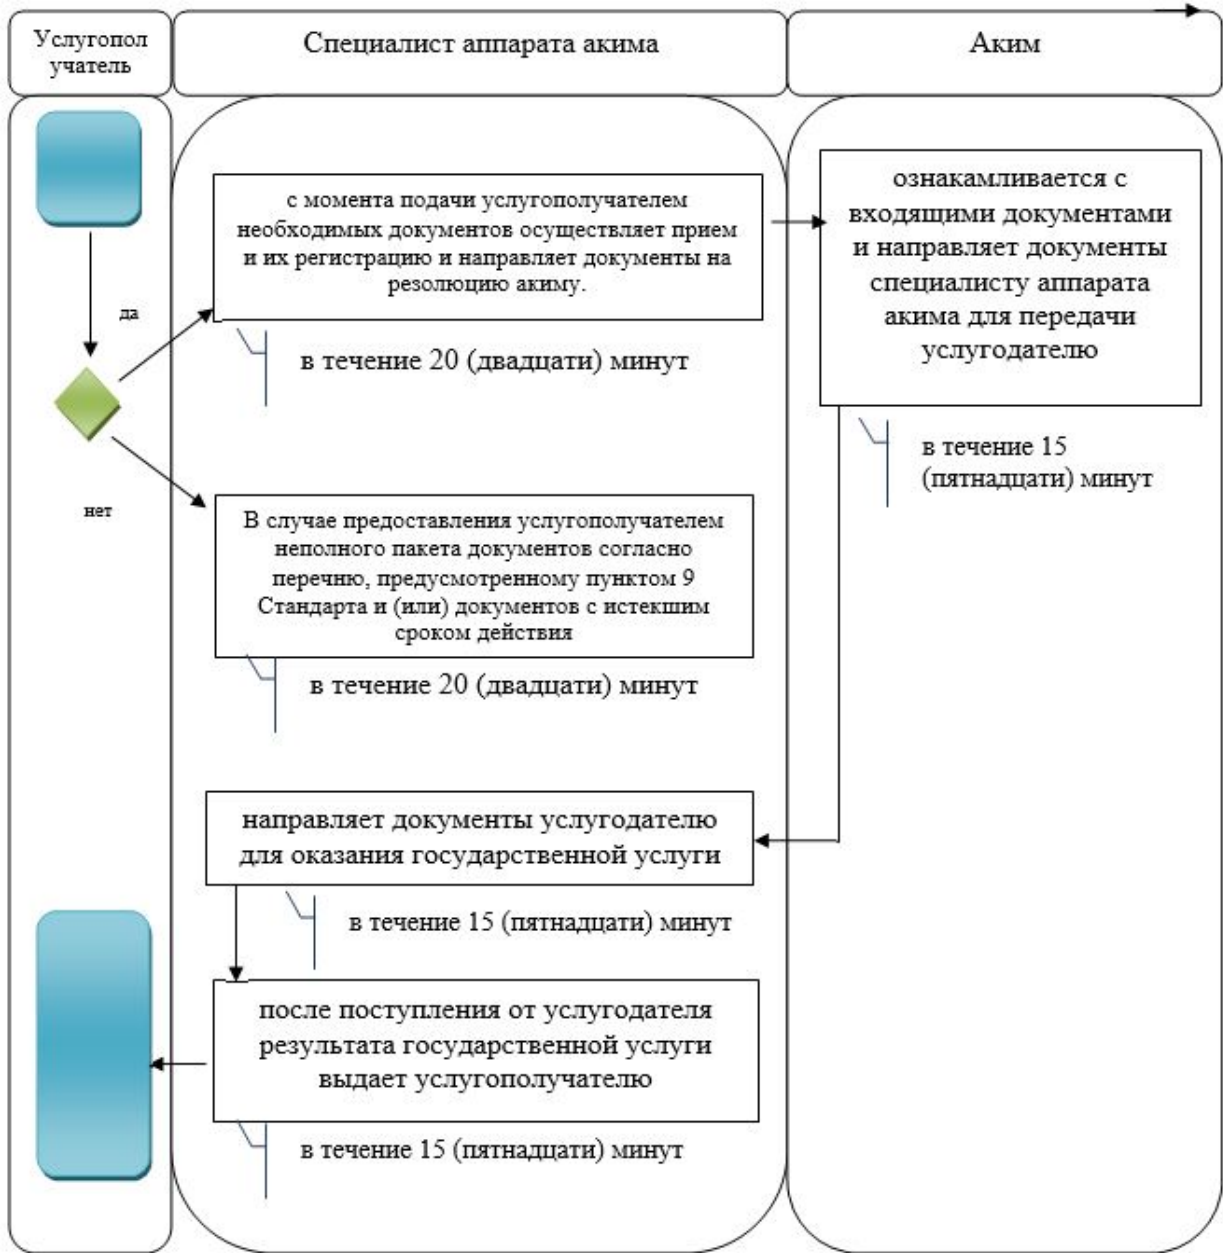 Услугопол
учатель
Специалист аппарата акима
Аким
с момента подачи услугополучателем
необходимых документов осуществляет прием
и их регистрацию и направляет документы на
резолюцию акиму.
да
в течение 20 (двадцати) минут
ознакамливается с
входящими документами
и направляет документы
специалисту аппарата
акима для передачи
услугодателю
в течение 15
(пятнадцати) минут
нет
В случае предоставления услугополучателем
неполного пакета документов согласно
перечню, предусмотренному пунктом 9
Стандарта и (или) документов с истекшим
сроком действия
в течение 20 (двадцати) минут
направляет документы услугодателю
для оказания государственной услуги
в течение 15 (пятнадцати) минут
после поступления от услугодателя
результата государственной услуги
выдает услугополучателю
в течение 15 (пятнадцати) минут